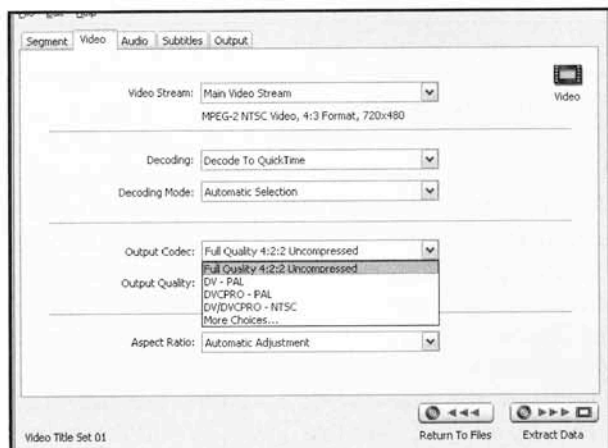 File Edit Help
Segment Video Audio Subtitles Output
Video Stream: Main Video Stream
Video
MPEG-2 NTSC Video, 4:3 Format, 720x480
Decoding: Decode To QuickTime
Decoding Mode: Automatic Selection
Output Codec: Full Quality 4:2:2 Uncompressed
Full Quality 4:2:2 Uncompressed
Output Quality: DV - PAL
DVCPRO - PAL
DV/DVCPRO - NTSC
More Choices...
Aspect Ratio: Automatic Adjustment
Video Title Set 01
Return To Files Extract Data